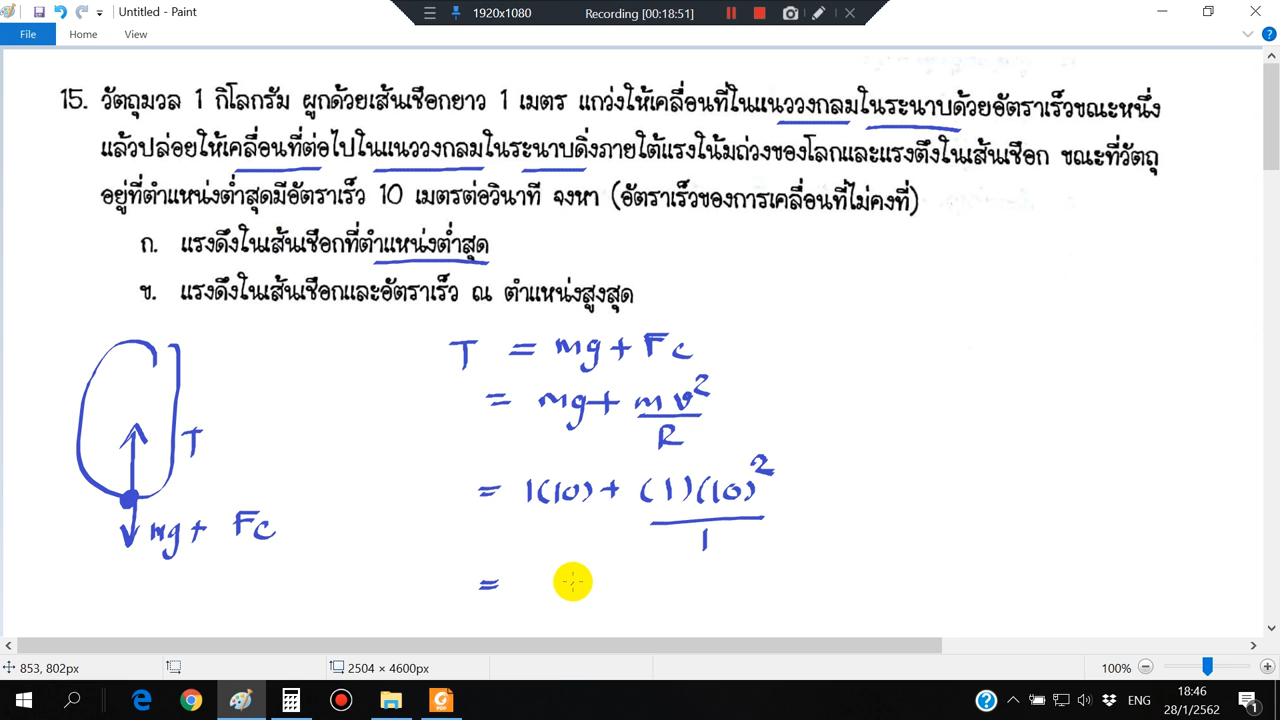 Untitled - Paint
1920x1080
Recording [00:18:51]
File Home View
15. วัตถุมวล 1 กิโลกรัม ผูกด้วยเส้นเชือกยาว 1 เมตร แกว่งให้เคลื่อนที่ในแนววงกลมในระนาบด้วยอัตราเร็วขณะหนึ่ง
แล้วปล่อยให้เคลื่อนที่ต่อไปในแนววงกลมในระนาบดิ่งภายใต้แรงโน้มถ่วงของโลกและแรงตึงในเส้นเชือก ขณะที่วัตถุ
อยู่ที่ตำแหน่งต่ำสุดมีอัตราเร็ว 10 เมตรต่อวินาที จงหา (อัตราเร็วของการเคลื่อนที่ไม่คงที่)
ก. แรงดึงในเส้นเชือกที่ตำแหน่งต่ำสุด
ข. แรงดึงในเส้นเชือกและอัตราเร็ว ณ ตำแหน่งสูงสุด
T = mg + Fc
= mg + mv²
R
T
= 1(10) + (1)(10)²
1
mg + Fc
=
853, 802px
2504 × 4600px
100%
ENG
18:46
28/1/2562
1